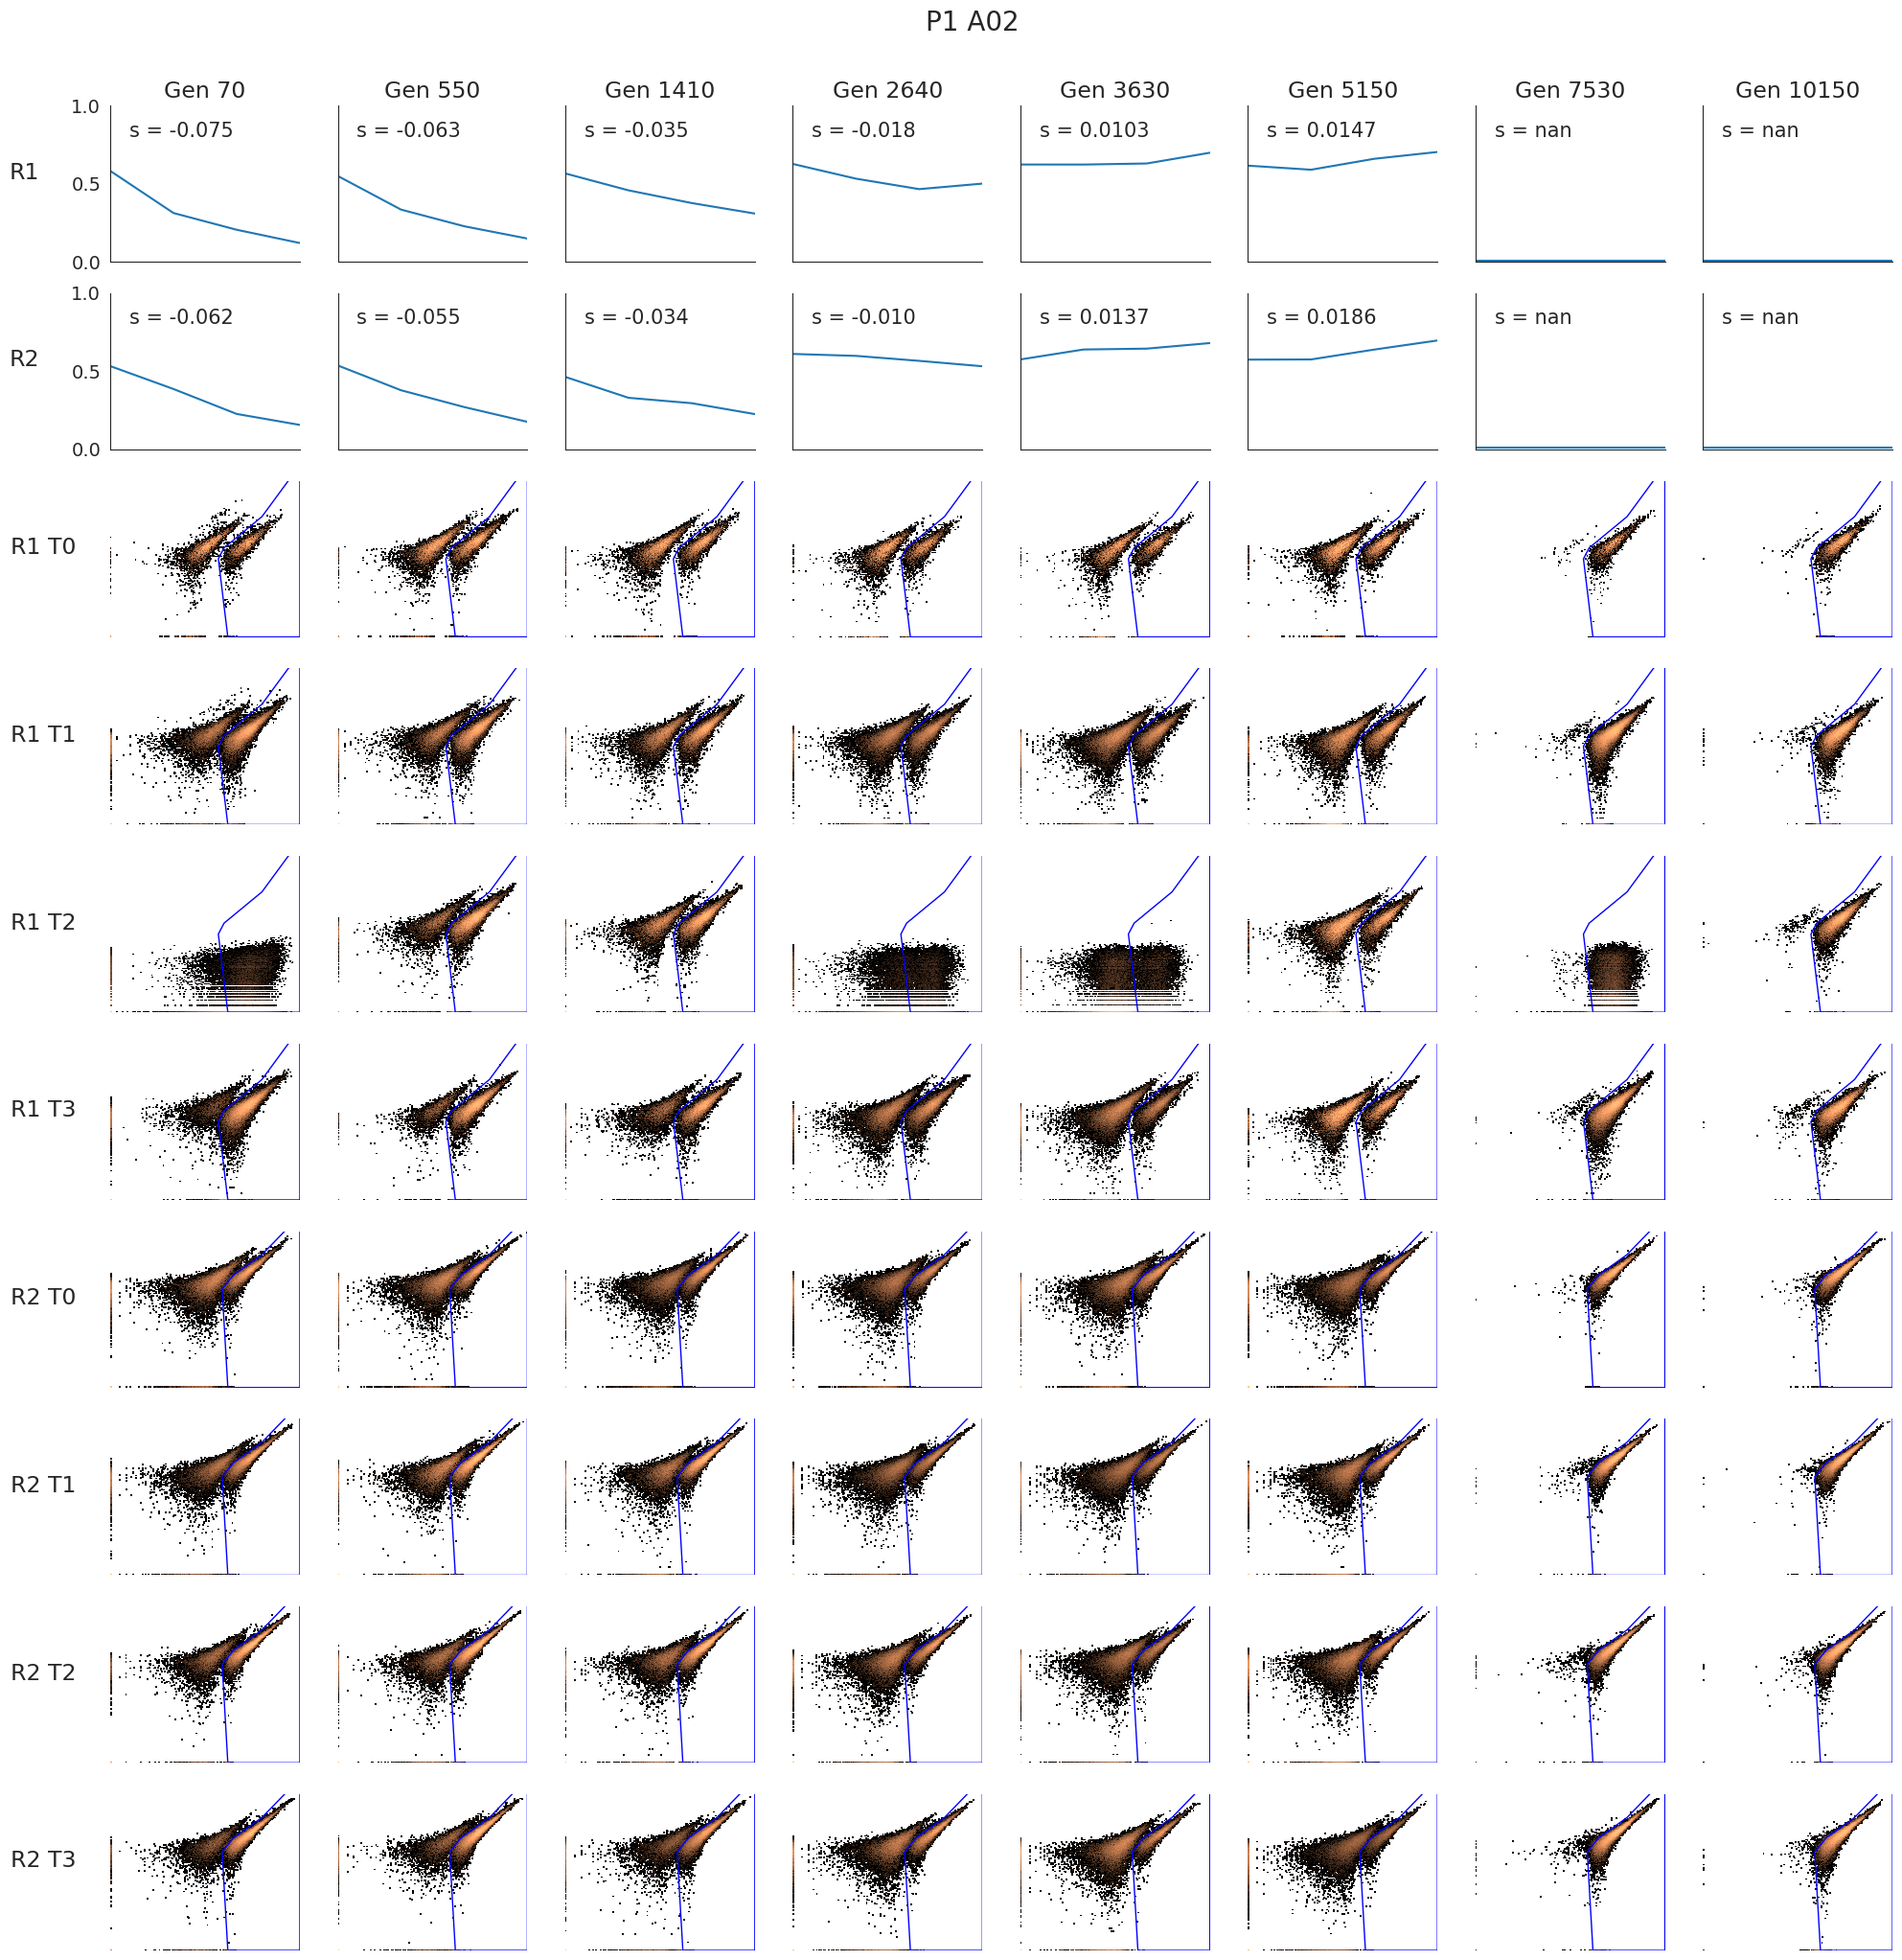 P1 A02
Gen 70 Gen 550 Gen 1410 Gen 2640 Gen 3630 Gen 5150 Gen 7530 Gen 10150
1.0
s = -0.075 s = -0.063 s = -0.035 s = -0.018 s = 0.0103 s = 0.0147 s = nan s = nan
R1
0.5
0.0
1.0
s = -0.062 s = -0.055 s = -0.034 s = -0.010 s = 0.0137 s = 0.0186 s = nan s = nan
R2
0.5
0.0
R1 T0
R1 T1
R1 T2
R1 T3
R2 T0
R2 T1
R2 T2
R2 T3